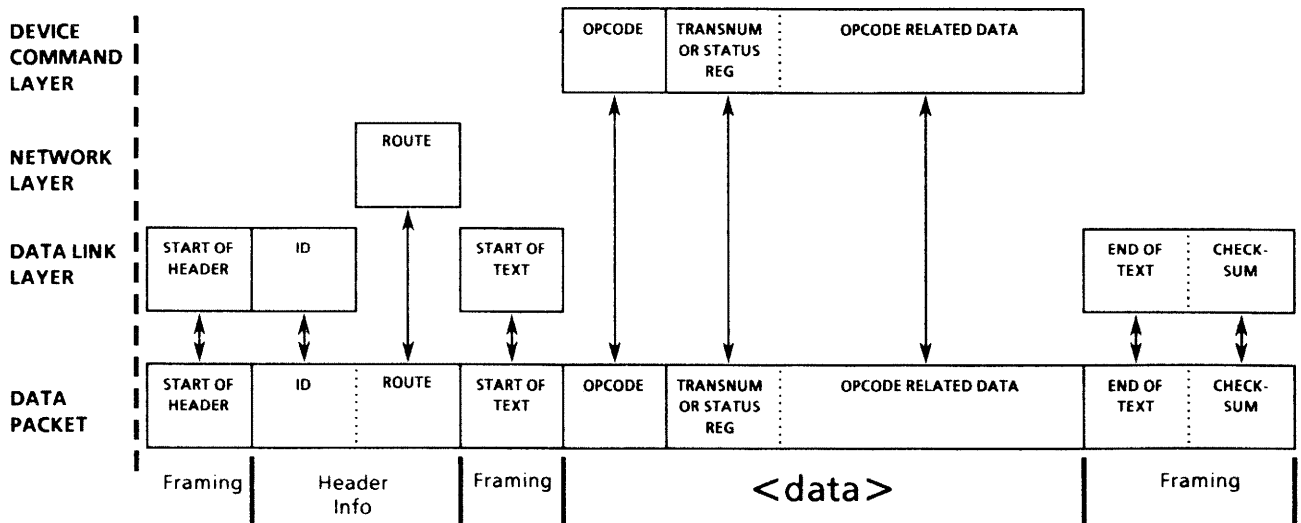 DEVICE
COMMAND
LAYER
OPCODE
TRANSNUM
OR STATUS
REG
OPCODE RELATED DATA
NETWORK
LAYER
ROUTE
DATA LINK
LAYER
START OF
HEADER
ID
START OF
TEXT
END OF
TEXT
CHECK-
SUM
DATA
PACKET
START OF
HEADER
ID
ROUTE
START OF
TEXT
OPCODE
TRANSNUM
OR STATUS
REG
OPCODE RELATED DATA
END OF
TEXT
CHECK-
SUM
Framing
Header
Info
Framing
<data>
Framing